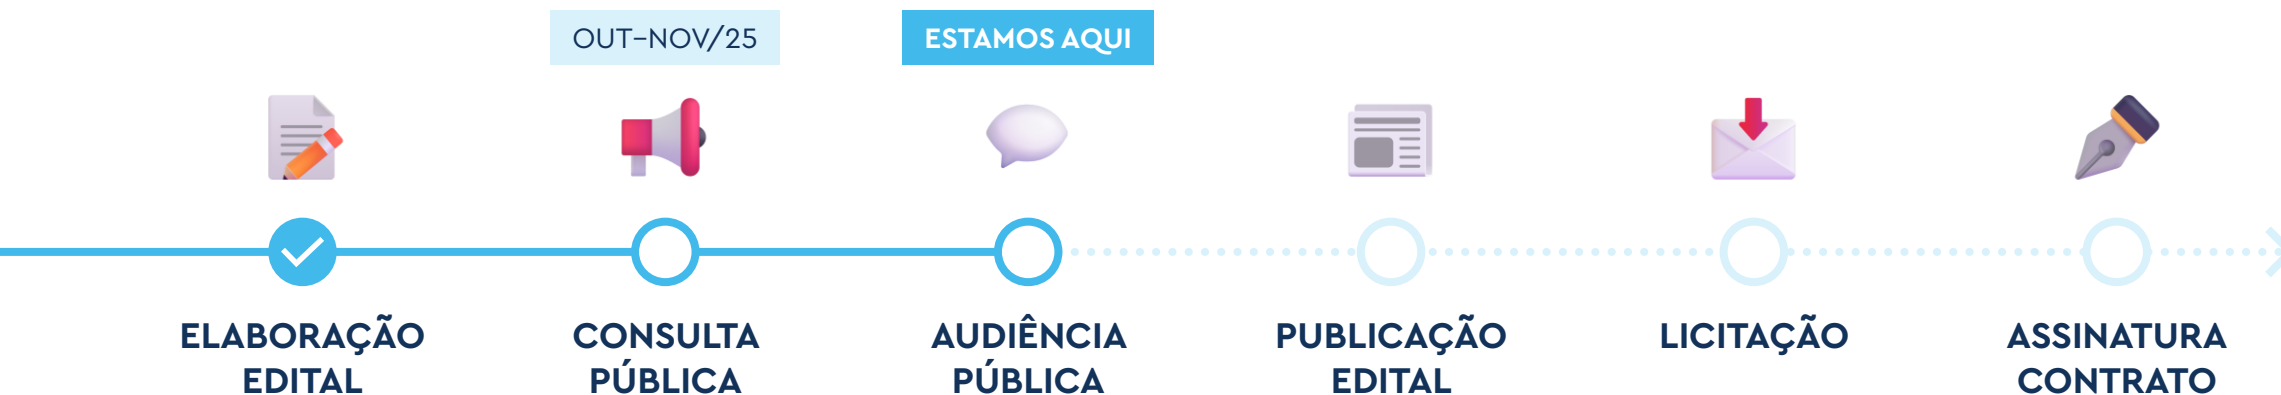 OUT-NOV/25
ESTAMOS AQUI
ELABORAÇÃO
EDITAL
CONSULTA
PÚBLICA
AUDIÊNCIA
PÚBLICA
PUBLICAÇÃO
EDITAL
LICITAÇÃO
ASSINATURA
CONTRATO